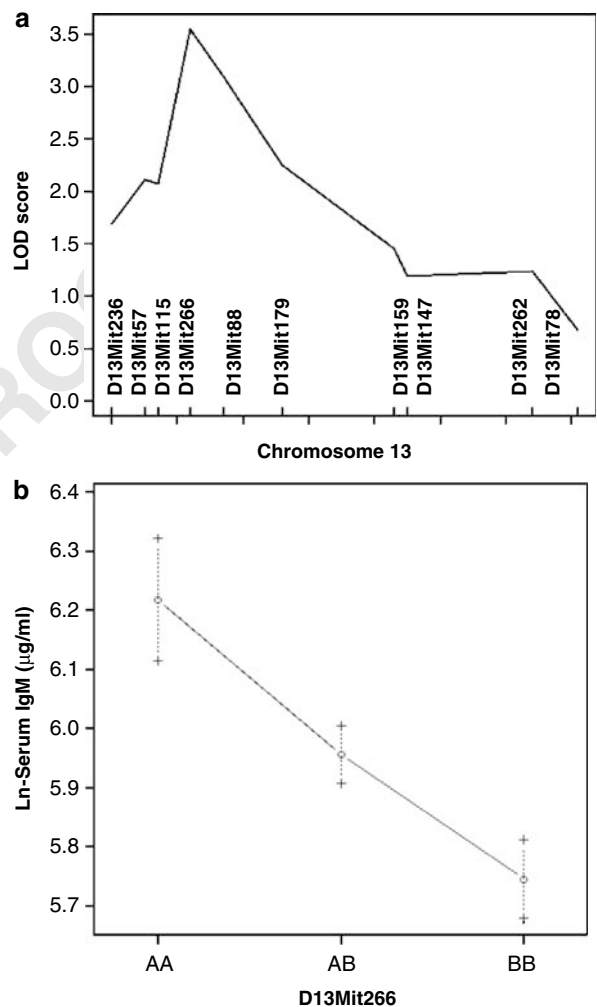 a
3.5
3.0
2.5
2.0
1.5
1.0
0.5
0.0
LOD score
D13Mit236
D13Mit57
D13Mit115
D13Mit266
D13Mit88
D13Mit179
D13Mit159
D13Mit147
D13Mit262
D13Mit78
Chromosome 13
b
6.4
6.3
6.2
6.1
6.0
5.9
5.8
5.7
Ln-Serum IgM (μg/ml)
AA AB BB
D13Mit266